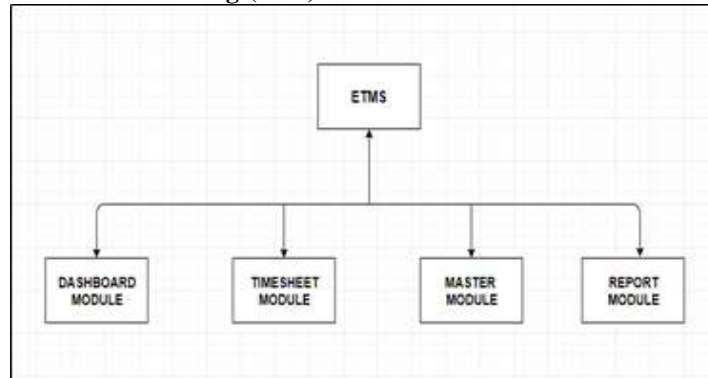 ETMS
DASHBOARD
MODULE
TIMESHEET
MODULE
MASTER
MODULE
REPORT
MODULE